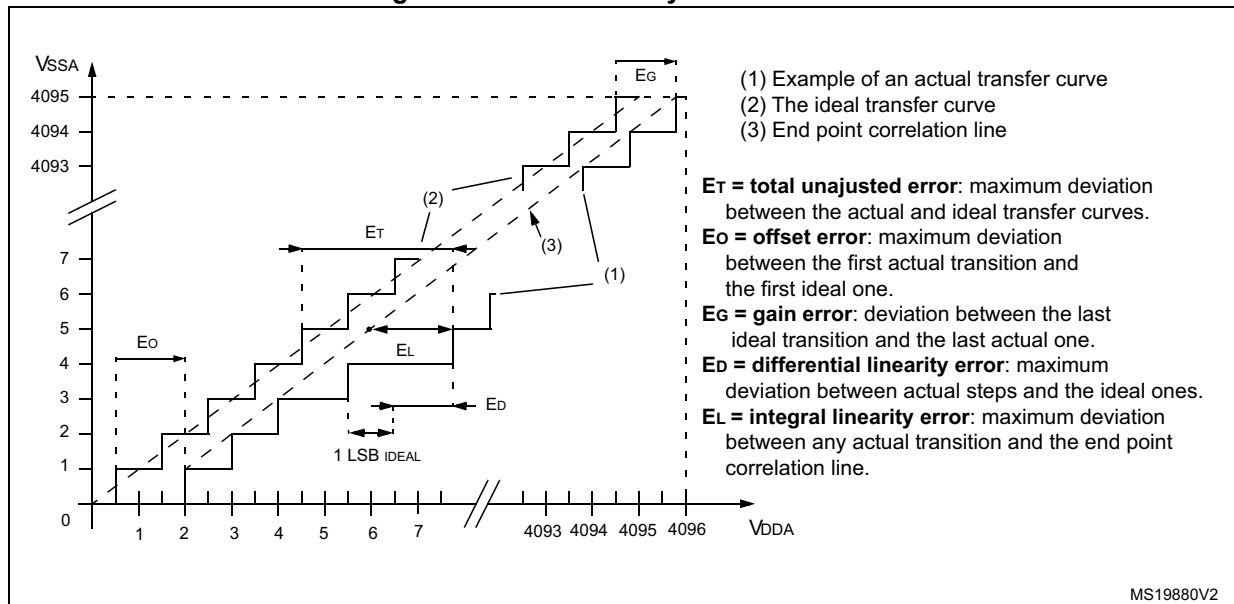 VSSA
EG
4095
4094
4093
(1) Example of an actual transfer curve
(2) The ideal transfer curve
(3) End point correlation line
ET = total unajusted error: maximum deviation
between the actual and ideal transfer curves.
EO = offset error: maximum deviation
between the first actual transition and
the first ideal one.
EG = gain error: deviation between the last
ideal transition and the last actual one.
ED = differential linearity error: maximum
deviation between actual steps and the ideal ones.
EL = integral linearity error: maximum deviation
between any actual transition and the end point
correlation line.
(2)
ET
(3)
(1)
7
6
5
4
3
2
1
0
EO
EL
ED
1 LSB IDEAL
1 2 3 4 5 6 7 4093 4094 4095 4096
VDDA
MS19880V2